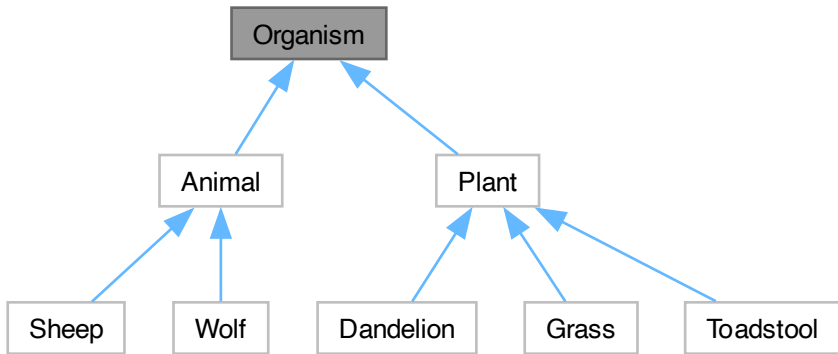 Organism
Animal
Plant
Sheep
Wolf
Dandelion
Grass
Toadstool